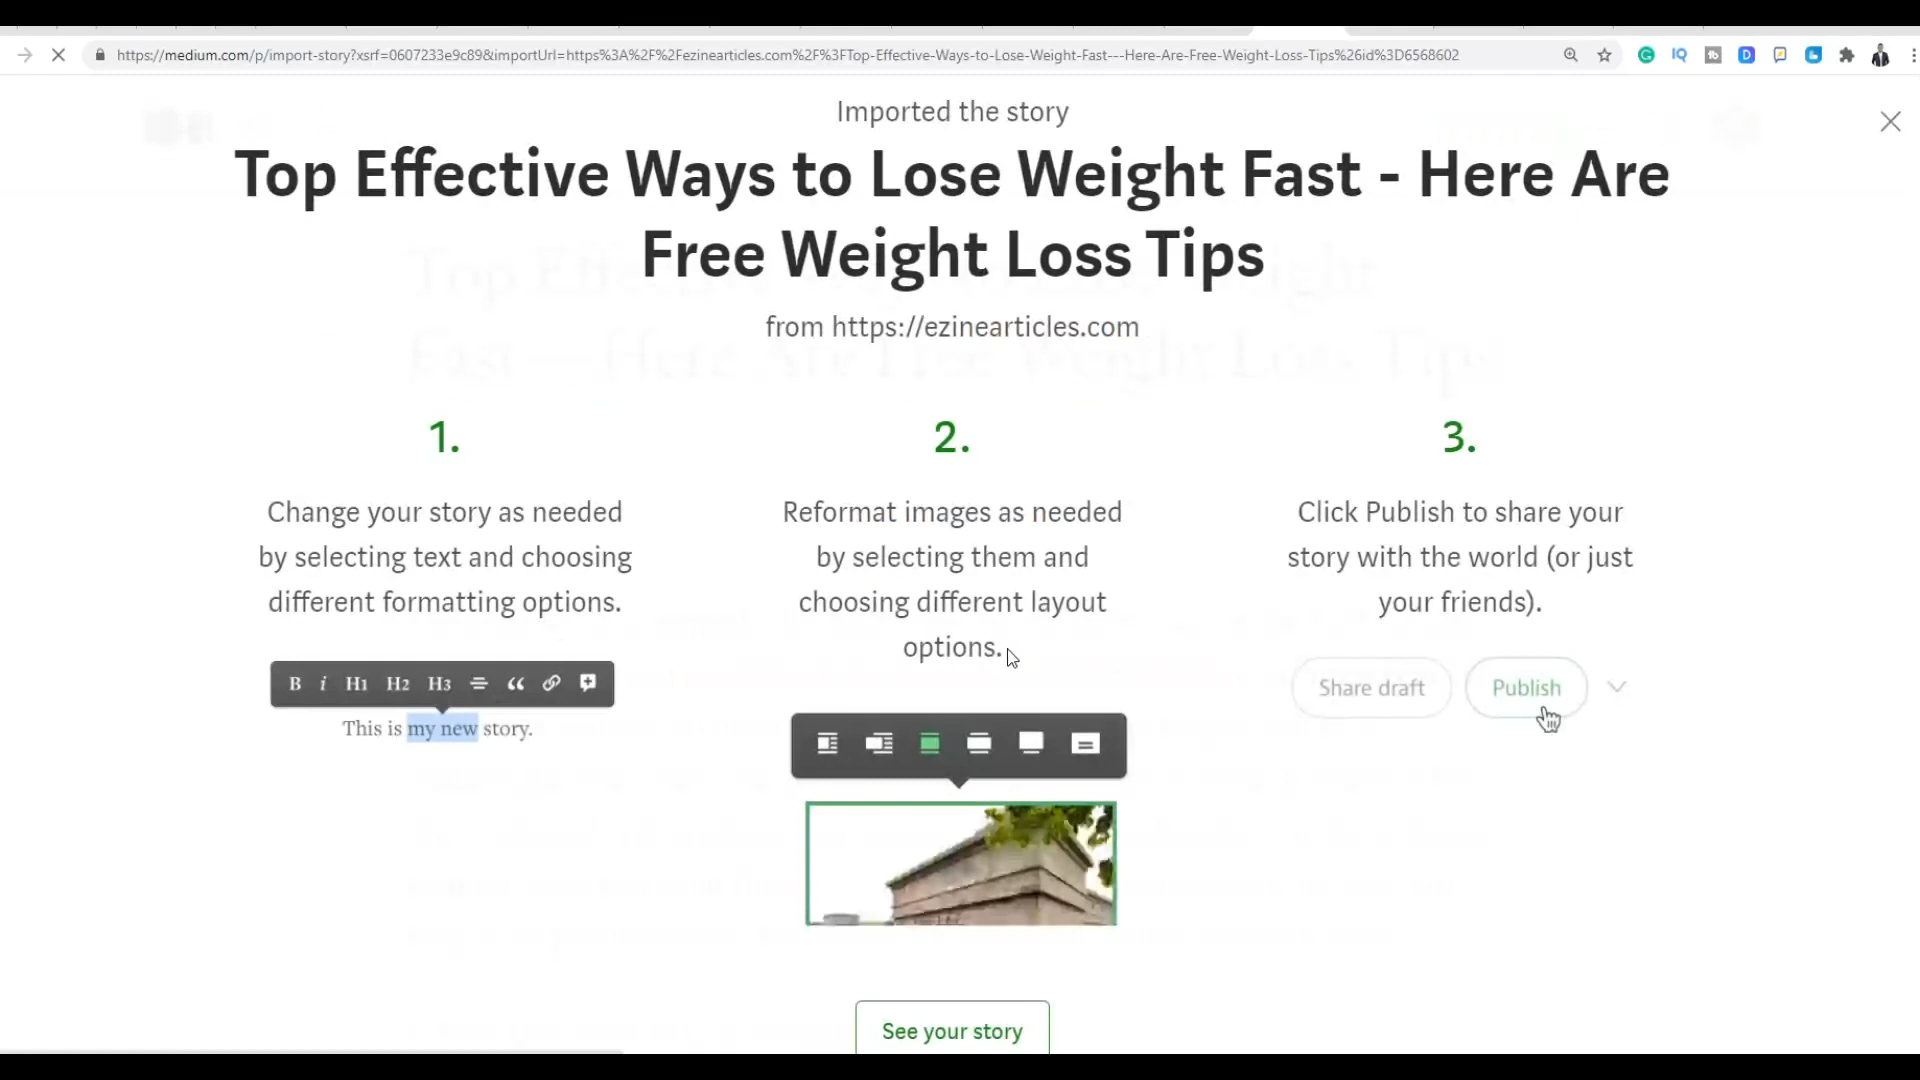 https://medium.com/p/import-story?xsrf=0607233e9c89&importUrl=https%3A%2F%2Fezinearticles.com%2F%3FTop-Effective-Ways-to-Lose-Weight-Fast---Here-Are-Free-Weight-Loss-Tips%26id%3D6568602
Imported the story
Top Effective Ways to Lose Weight Fast - Here Are
Free Weight Loss Tips
from https://ezinearticles.com
1.
Change your story as needed
by selecting text and choosing
different formatting options.
B i H1 H2 H3
This is my new story.
2.
Reformat images as needed
by selecting them and
choosing different layout
options.
3.
Click Publish to share your
story with the world (or just
your friends).
Share draft
Publish
See your story